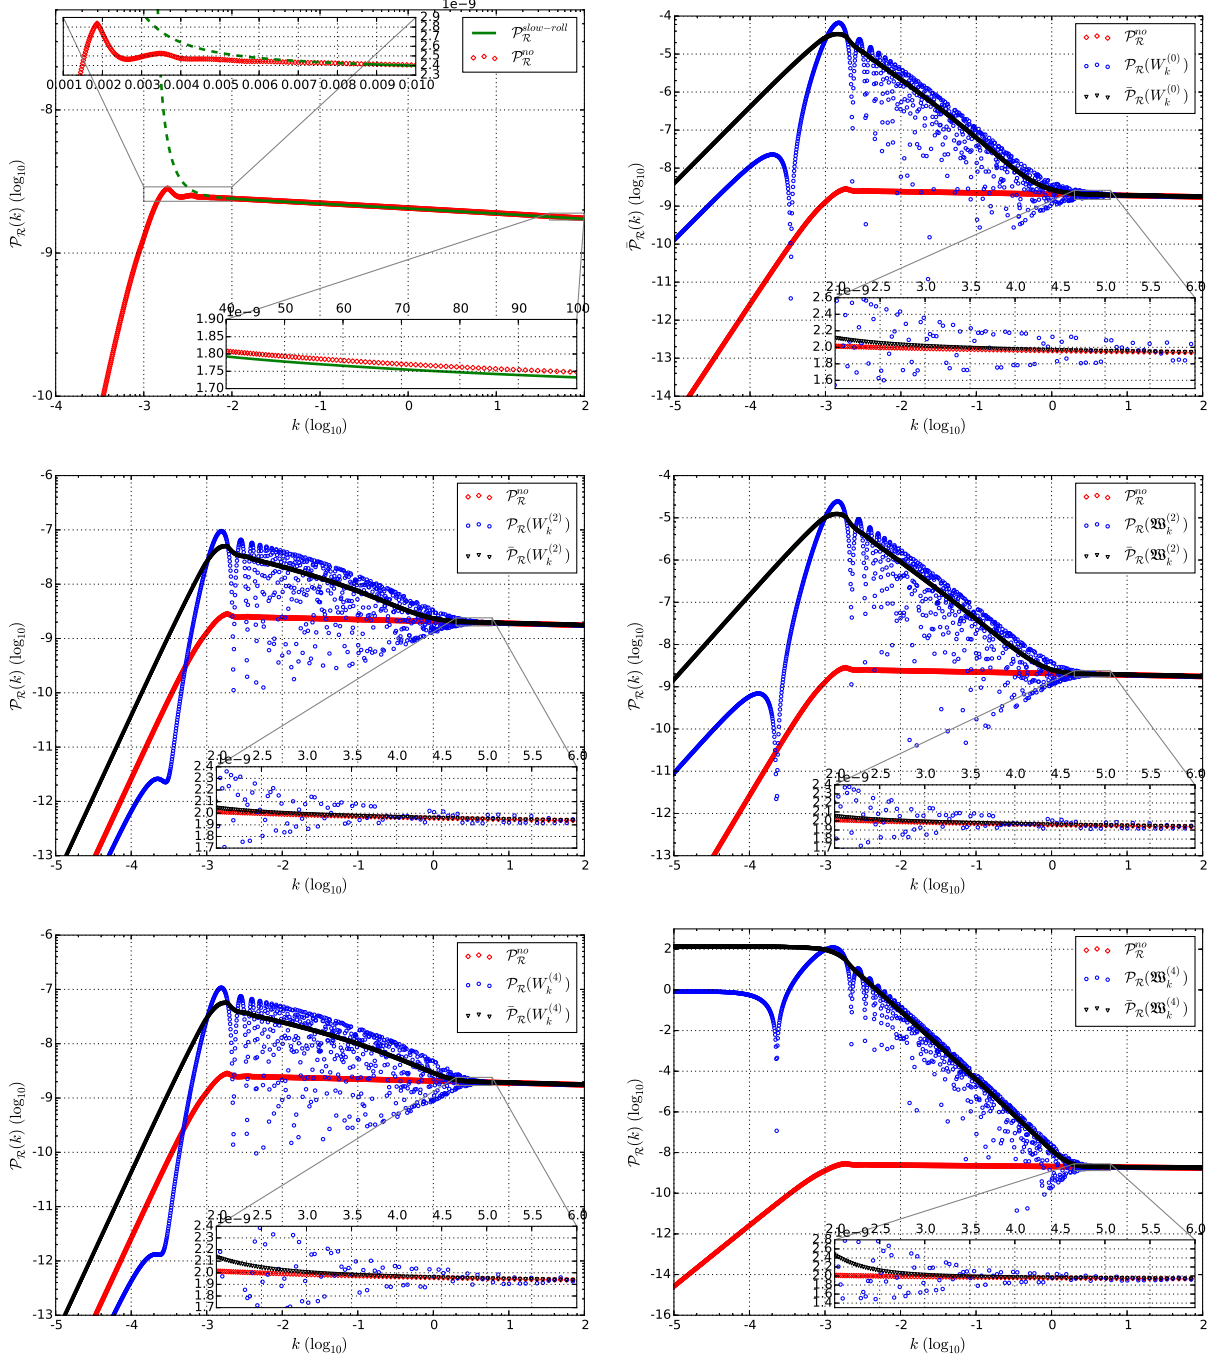 1e−9
2.9
2.8
2.7
2.6
2.5
2.4
2.3
0.001 0.002 0.003 0.004 0.005 0.006 0.007 0.008 0.009 0.010
𝒫_ℛ^{slow−roll}
𝒫_ℛ^{no}
-8
-9
-10
𝒫_ℛ(k) (log₁₀)
40 50 60 70 80 90 100
1e−9
1.90
1.85
1.80
1.75
1.70
-4 -3 -2 -1 0 1 2
k (log₁₀)
-4
-5
-6
-7
-8
-9
-10
-11
-12
-13
-14
𝒫̄_ℛ(k) (log₁₀)
𝒫_ℛ^{no}
𝒫_ℛ(W_k^{(0)})
𝒫̄_ℛ(W_k^{(0)})
2.0 2.5 3.0 3.5 4.0 4.5 5.0 5.5 6.0
1e−9
2.6
2.4
2.2
2.0
1.8
1.6
-5 -4 -3 -2 -1 0 1 2
k (log₁₀)
-6
-7
-8
-9
-10
-11
-12
-13
𝒫_ℛ(k) (log₁₀)
𝒫_ℛ^{no}
𝒫_ℛ(W_k^{(2)})
𝒫̄_ℛ(W_k^{(2)})
2.0 2.5 3.0 3.5 4.0 4.5 5.0 5.5 6.0
1e−9
2.4
2.3
2.2
2.1
2.0
1.9
1.8
1.7
-5 -4 -3 -2 -1 0 1 2
k (log₁₀)
-4
-5
-6
-7
-8
-9
-10
-11
-12
-13
𝒫_ℛ(k) (log₁₀)
𝒫_ℛ^{no}
𝒫_ℛ(𝔚_k^{(2)})
𝒫̄_ℛ(𝔚_k^{(2)})
2.0 2.5 3.0 3.5 4.0 4.5 5.0 5.5 6.0
1e−9
2.4
2.3
2.2
2.1
2.0
1.9
1.8
1.7
-5 -4 -3 -2 -1 0 1 2
k (log₁₀)
-6
-7
-8
-9
-10
-11
-12
-13
𝒫_ℛ(k) (log₁₀)
𝒫_ℛ^{no}
𝒫_ℛ(W_k^{(4)})
𝒫̄_ℛ(W_k^{(4)})
2.0 2.5 3.0 3.5 4.0 4.5 5.0 5.5 6.0
1e−9
2.4
2.3
2.2
2.1
2.0
1.9
1.8
1.7
-5 -4 -3 -2 -1 0 1 2
k (log₁₀)
2
0
-2
-4
-6
-8
-10
-12
-14
-16
𝒫_ℛ(k) (log₁₀)
𝒫_ℛ^{no}
𝒫_ℛ(𝔚_k^{(4)})
𝒫̄_ℛ(𝔚_k^{(4)})
2.0 2.5 3.0 3.5 4.0 4.5 5.0 5.5 6.0
1e−9
2.8
2.6
2.4
2.2
2.0
1.8
1.6
1.4
-5 -4 -3 -2 -1 0 1 2
k (log₁₀)